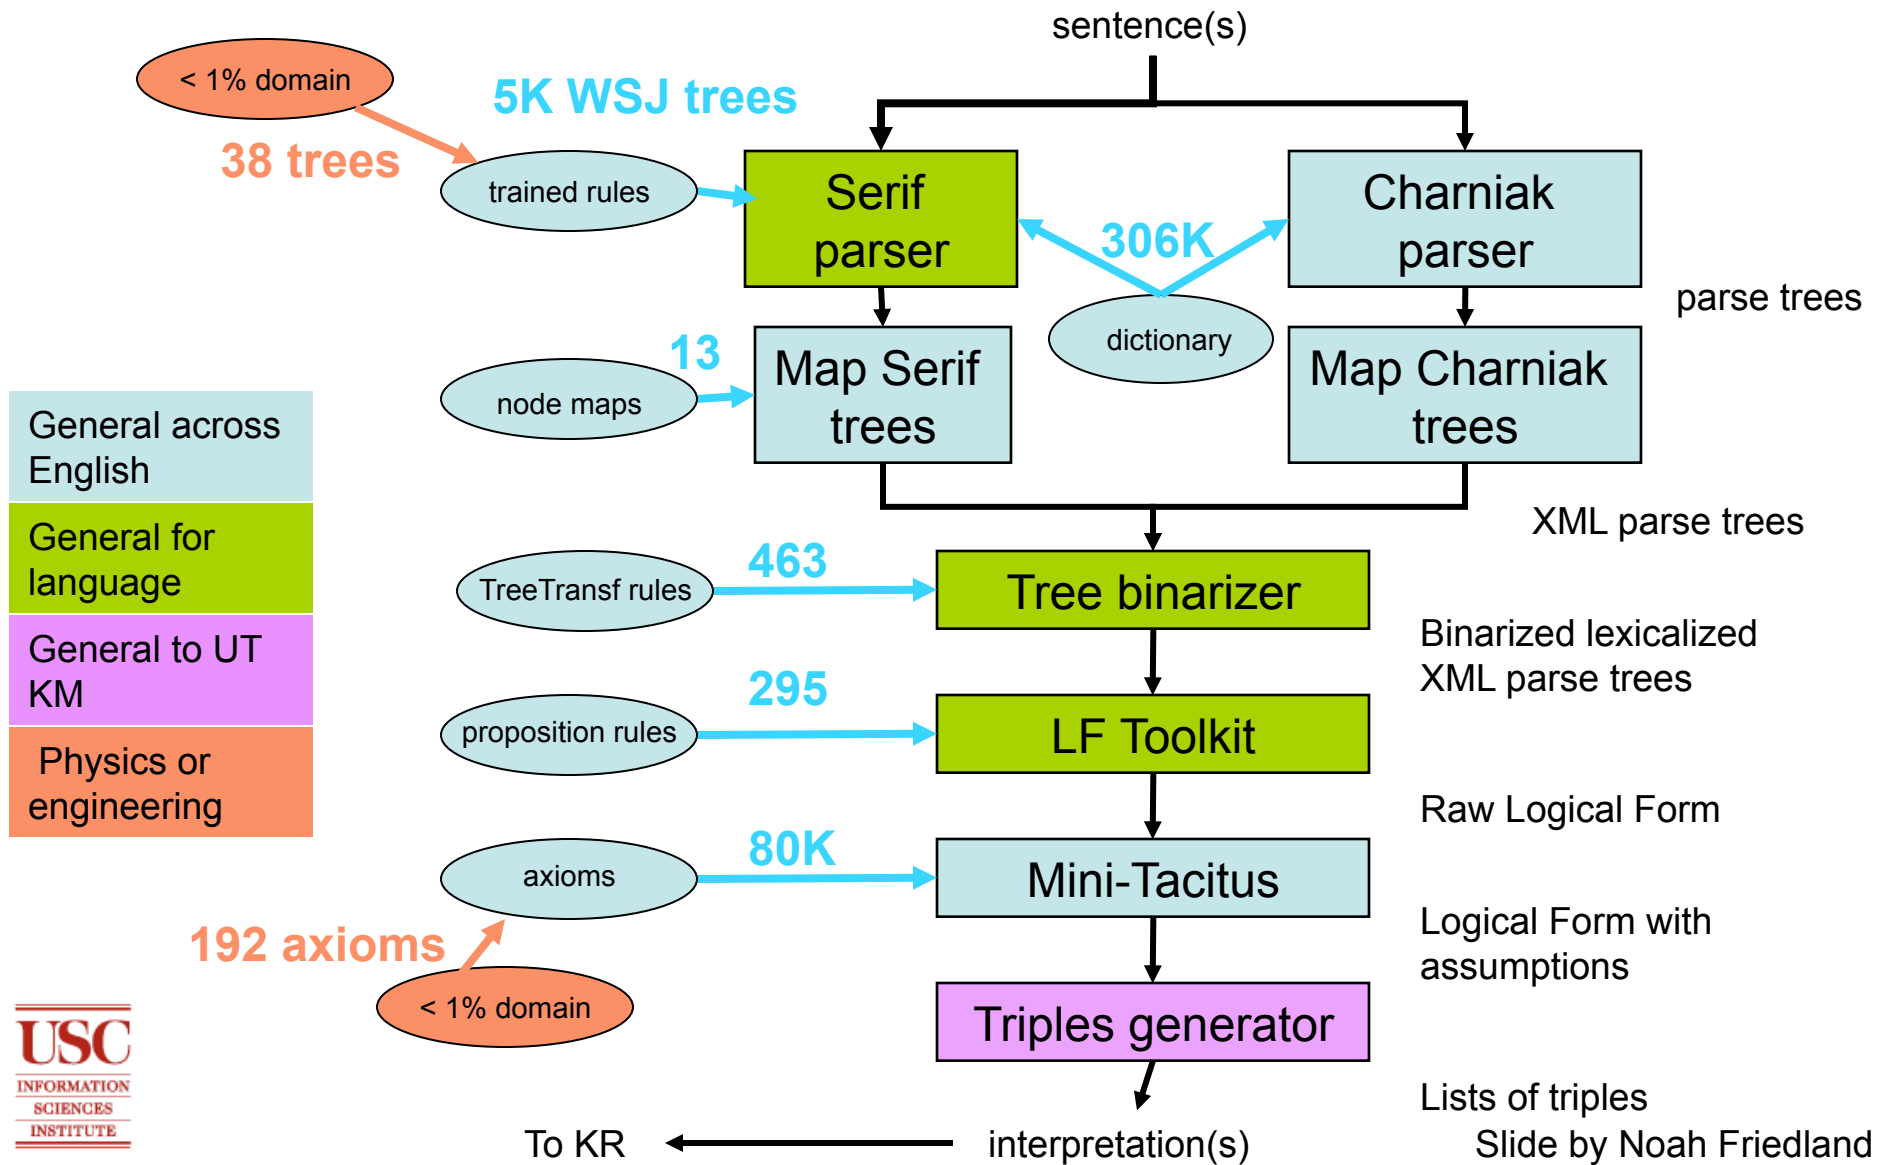 sentence(s)
< 1% domain
5K WSJ trees
38 trees
trained rules
Serif
parser
306K
Charniak
parser
parse trees
dictionary
13
node maps
Map Serif
trees
Map Charniak
trees
General across
English
General for
language
General to UT
KM
Physics or
engineering
XML parse trees
463
TreeTransf rules
Tree binarizer
Binarized lexicalized
XML parse trees
295
proposition rules
LF Toolkit
Raw Logical Form
80K
axioms
Mini-Tacitus
192 axioms
Logical Form with
assumptions
< 1% domain
Triples generator
USC
INFORMATION
SCIENCES
INSTITUTE
Lists of triples
To KR
interpretation(s)
Slide by Noah Friedland